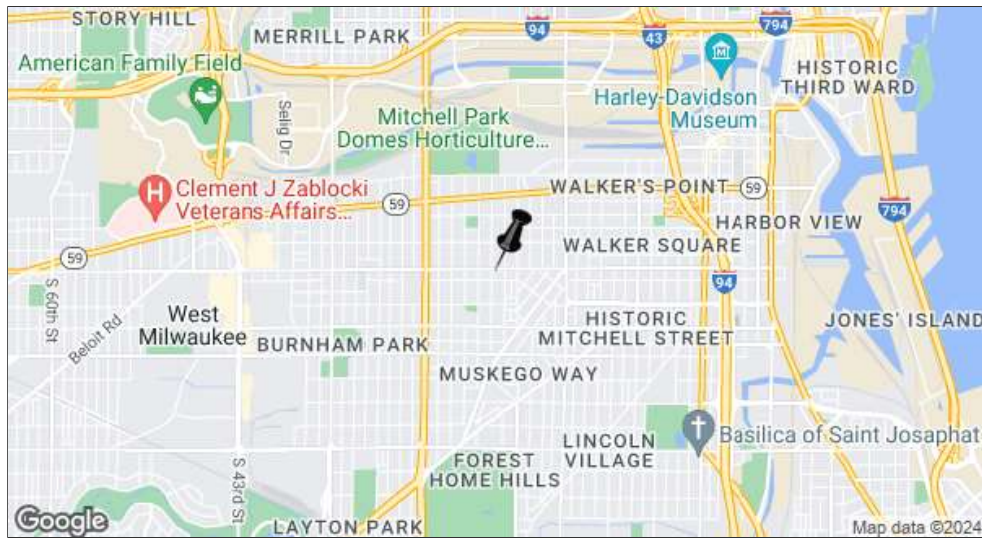 STORY HILL
MERRILL PARK
94
43
794
American Family Field
HISTORIC
THIRD WARD
Selig Dr
Mitchell Park
Domes Horticulture...
Harley-Davidson
Museum
H
Clement J Zablocki
Veterans Affairs...
59
WALKER'S POINT
59
HARBOR VIEW
794
WALKER SQUARE
59
94
S 60th St
Beloit Rd
West
Milwaukee
BURNHAM PARK
HISTORIC
MITCHELL STREET
JONES' ISLAND
MUSKEGO WAY
Basilica of Saint Josaphat
LINCOLN
VILLAGE
S 43rd St
FOREST
HOME HILLS
LAYTON PARK
Google
Map data ©2024